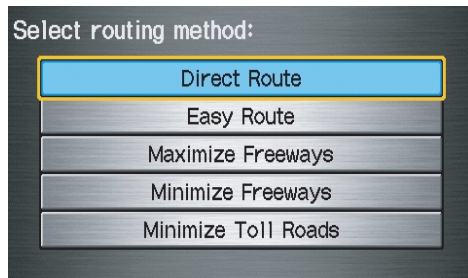 Select routing method:
Direct Route
Easy Route
Maximize Freeways
Minimize Freeways
Minimize Toll Roads